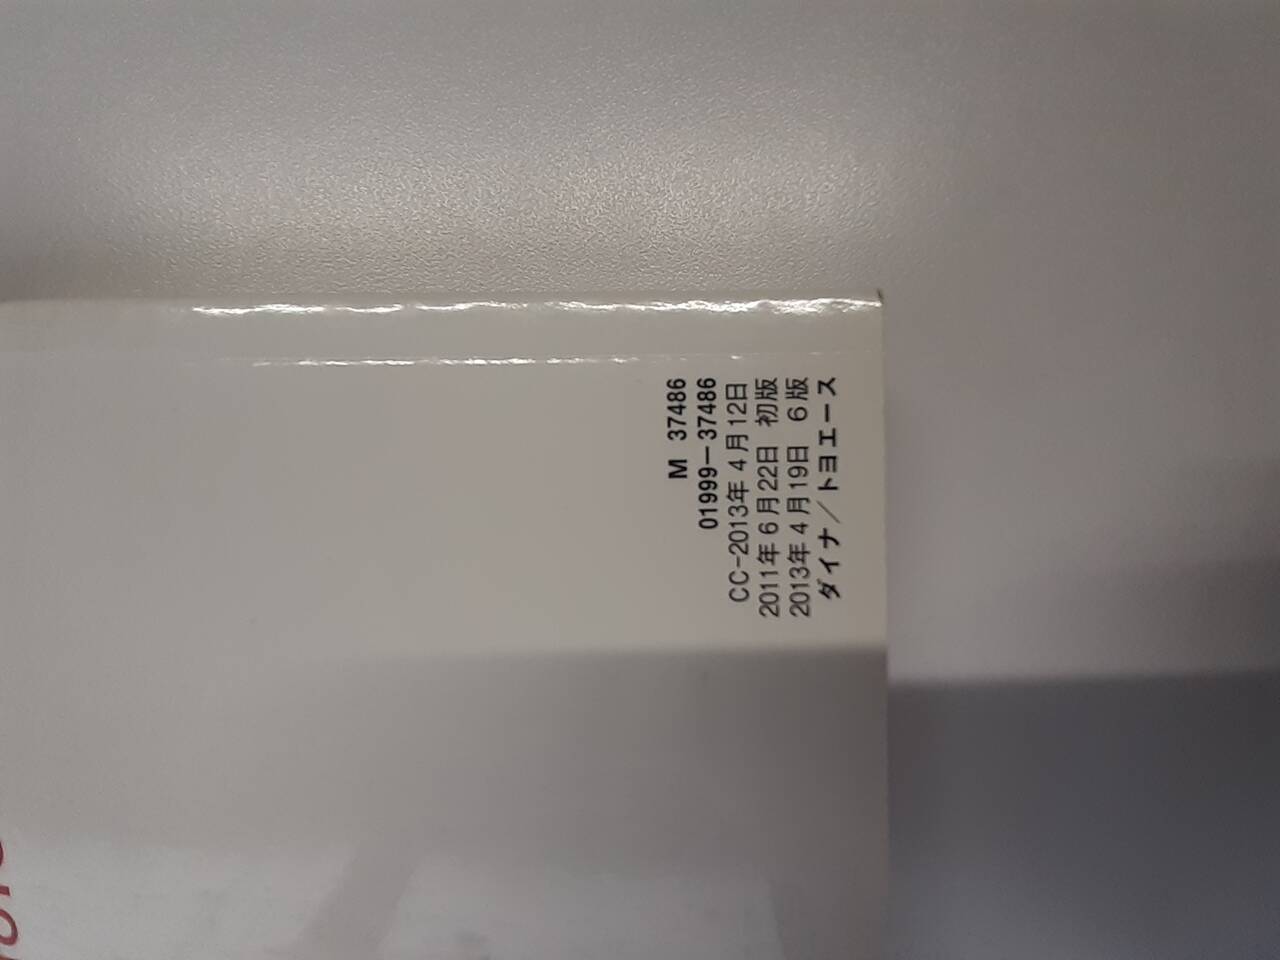 M 37486
01999−37486
CC-2013年 4月12日
2011年 6月22日 初版
2013年 4月19日 6版
ダイナ／トヨエース